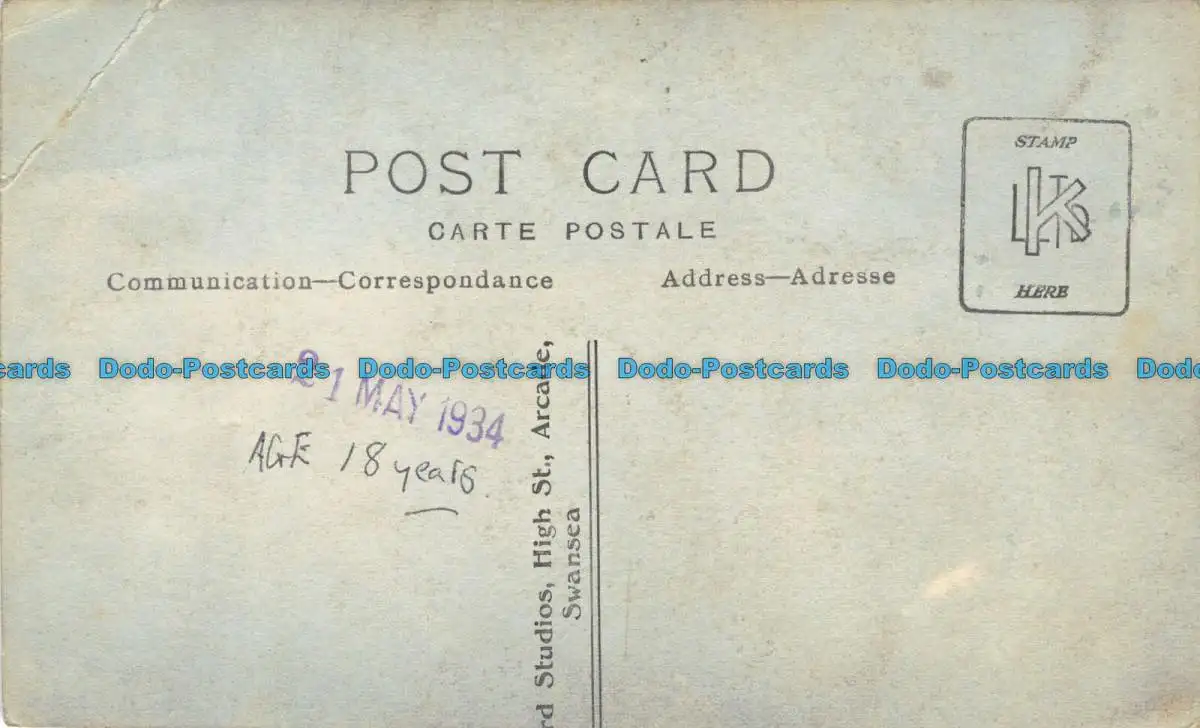 POST CARD
CARTE POSTALE
Communication—Correspondance
Address—Adresse
STAMP
HERE
Dodo-Postcards Dodo-Postcards Dodo-Postcards Dodo-Postcards
21 MAY 1934
AGE 18 years
rd Studios, High St., Arcade,
Swansea